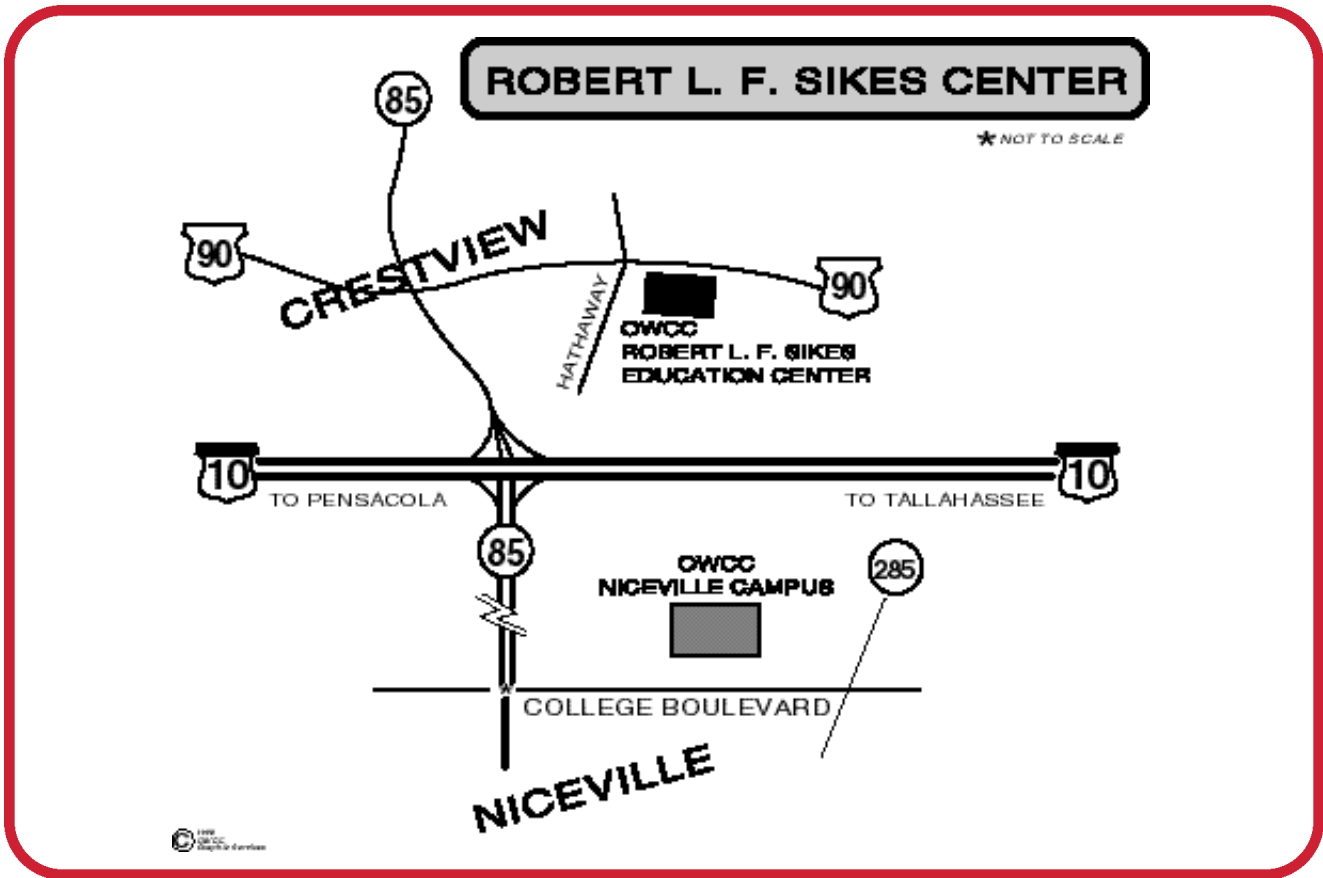 ROBERT L. F. SIKES CENTER
85
*NOT TO SCALE
90
CRESTVIEW
HATHAWAY
90
OWCC
ROBERT L. F. SIKES
EDUCATION CENTER
10
TO PENSACOLA
TO TALLAHASSEE
10
85
OWCC
NICEVILLE CAMPUS
285
COLLEGE BOULEVARD
NICEVILLE
©